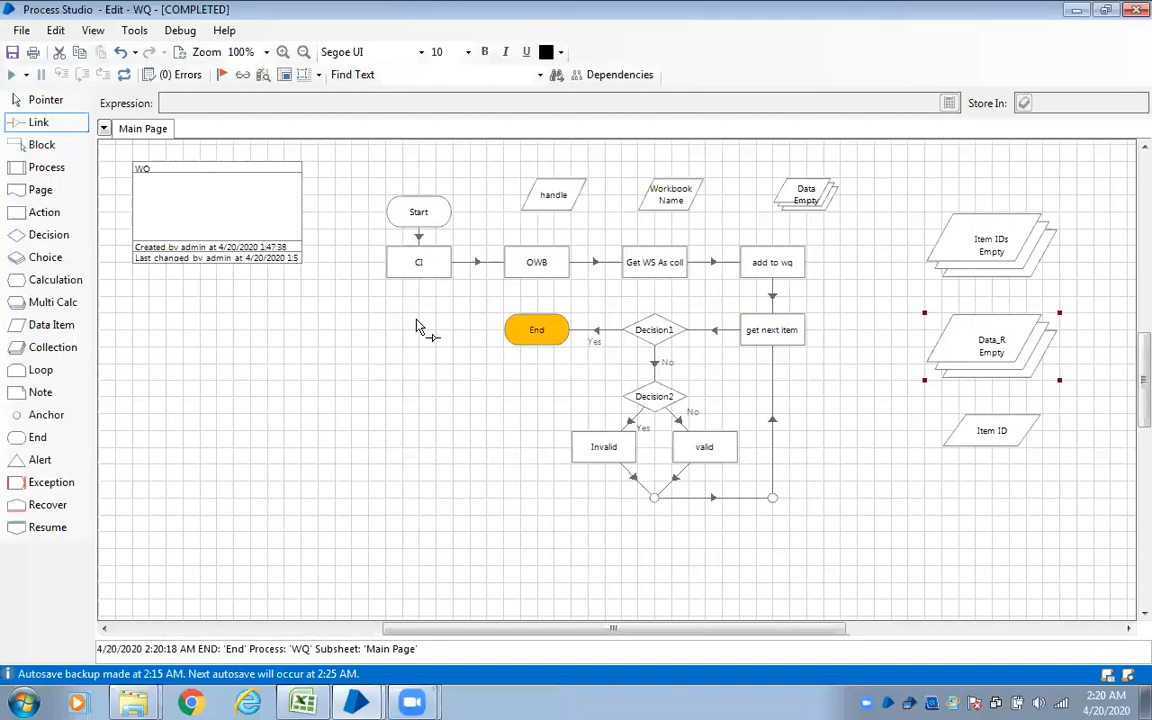 Process Studio - Edit - WQ - [COMPLETED]
File Edit View Tools Debug Help
Zoom 100% Segoe UI 10 B I U
(0) Errors Find Text Dependencies
Pointer
Link
Block
Process
Page
Action
Decision
Choice
Calculation
Multi Calc
Data Item
Collection
Loop
Note
Anchor
End
Alert
Exception
Recover
Resume
Expression: Store In:
Main Page
WQ
Created by admin at 4/20/2020 1:47:38
Last changed by admin at 4/20/2020 1:5
handle
Workbook
Name
Data
Empty
Start
Item IDs
Empty
CI
OWB
Get WS As coll
add to wq
End
Yes
Decision1
get next item
Data_R
Empty
No
Decision2
No
Yes
Item ID
Invalid
valid
4/20/2020 2:20:18 AM END: 'End' Process: 'WQ' Subsheet: 'Main Page'
Autosave backup made at 2:15 AM. Next autosave will occur at 2:25 AM.
2:20 AM
4/20/2020